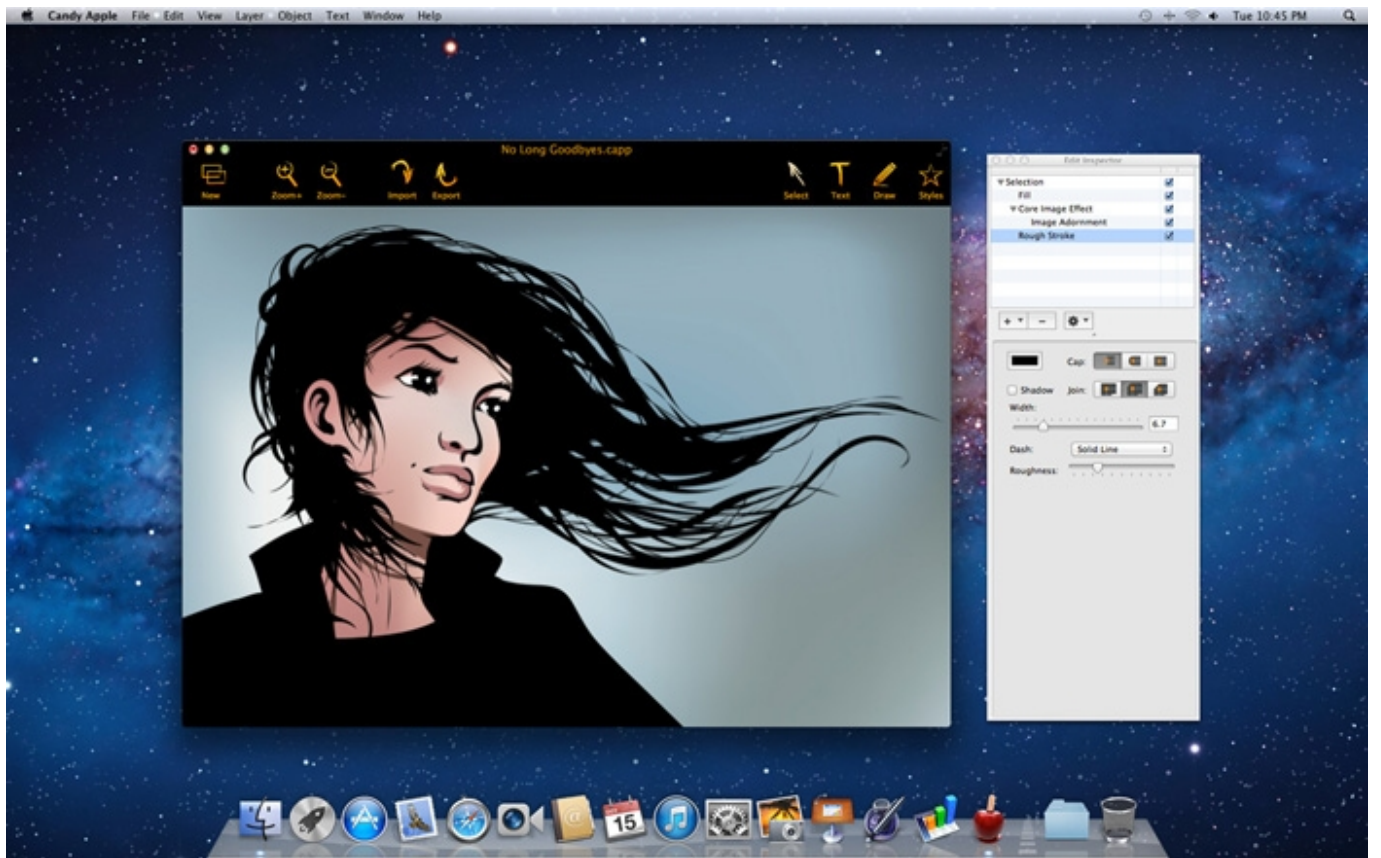 Candy Apple File Edit View Layer Object Text Window Help Tue 10:45 PM
No Long Goodbyes.capp
New Zoom+ Zoom- Import Export Select Text Draw Styles
Edit Inspector
Selection
Fill
Core Image Effect
Image Adornment
Rough Stroke
Cap:
Shadow Join:
Width:
6.7
Dash: Solid Line
Roughness:
15